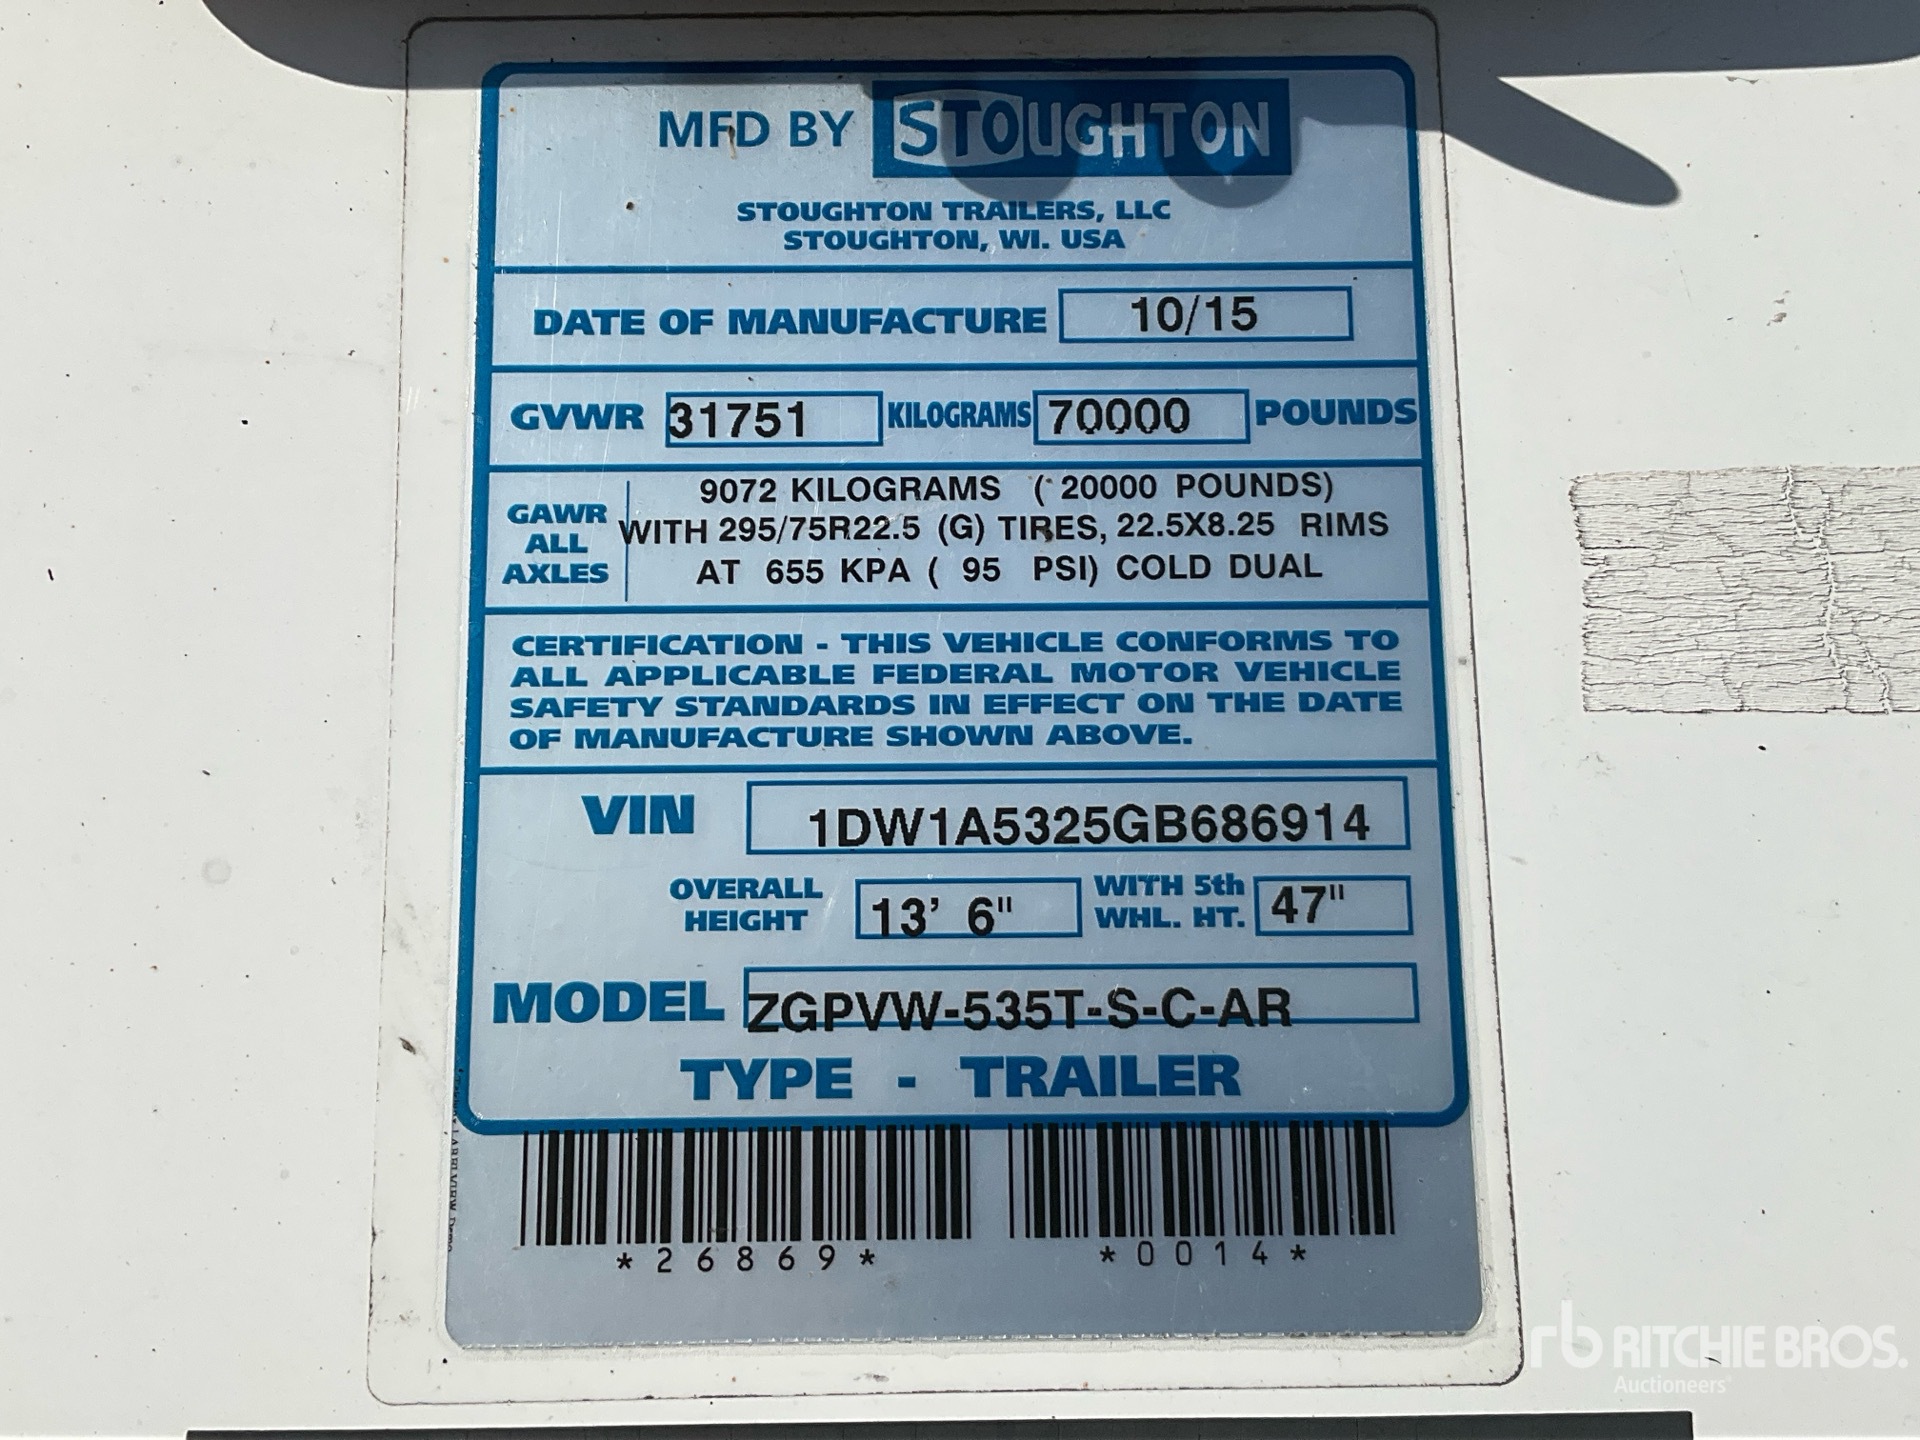 MFD BY STOUGHTON
STOUGHTON TRAILERS, LLC
STOUGHTON, WI. USA
DATE OF MANUFACTURE 10/15
GVWR 31751 KILOGRAMS 70000 POUNDS
GAWR ALL AXLES
9072 KILOGRAMS ( 20000 POUNDS)
WITH 295/75R22.5 (G) TIRES, 22.5X8.25 RIMS
AT 655 KPA ( 95 PSI) COLD DUAL
CERTIFICATION - THIS VEHICLE CONFORMS TO
ALL APPLICABLE FEDERAL MOTOR VEHICLE
SAFETY STANDARDS IN EFFECT ON THE DATE
OF MANUFACTURE SHOWN ABOVE.
VIN 1DW1A5325GB686914
OVERALL HEIGHT 13' 6" WITH 5th WHL. HT. 47"
MODEL ZGPVW-535T-S-C-AR
TYPE - TRAILER
*26869* *0014*
rb RITCHIE BROS.
Auctioneers